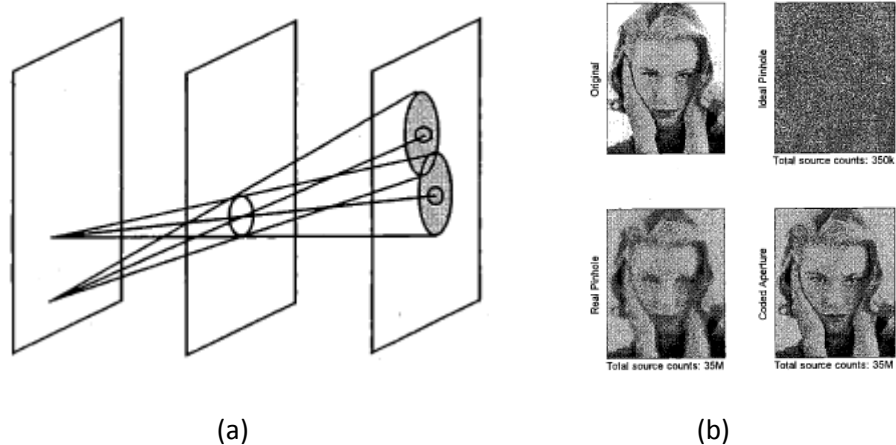 Original
Ideal Pinhole
Total source counts: 350k
Real Pinhole
Total source counts: 35M
Coded Aperture
Total source counts: 35M
(a)
(b)